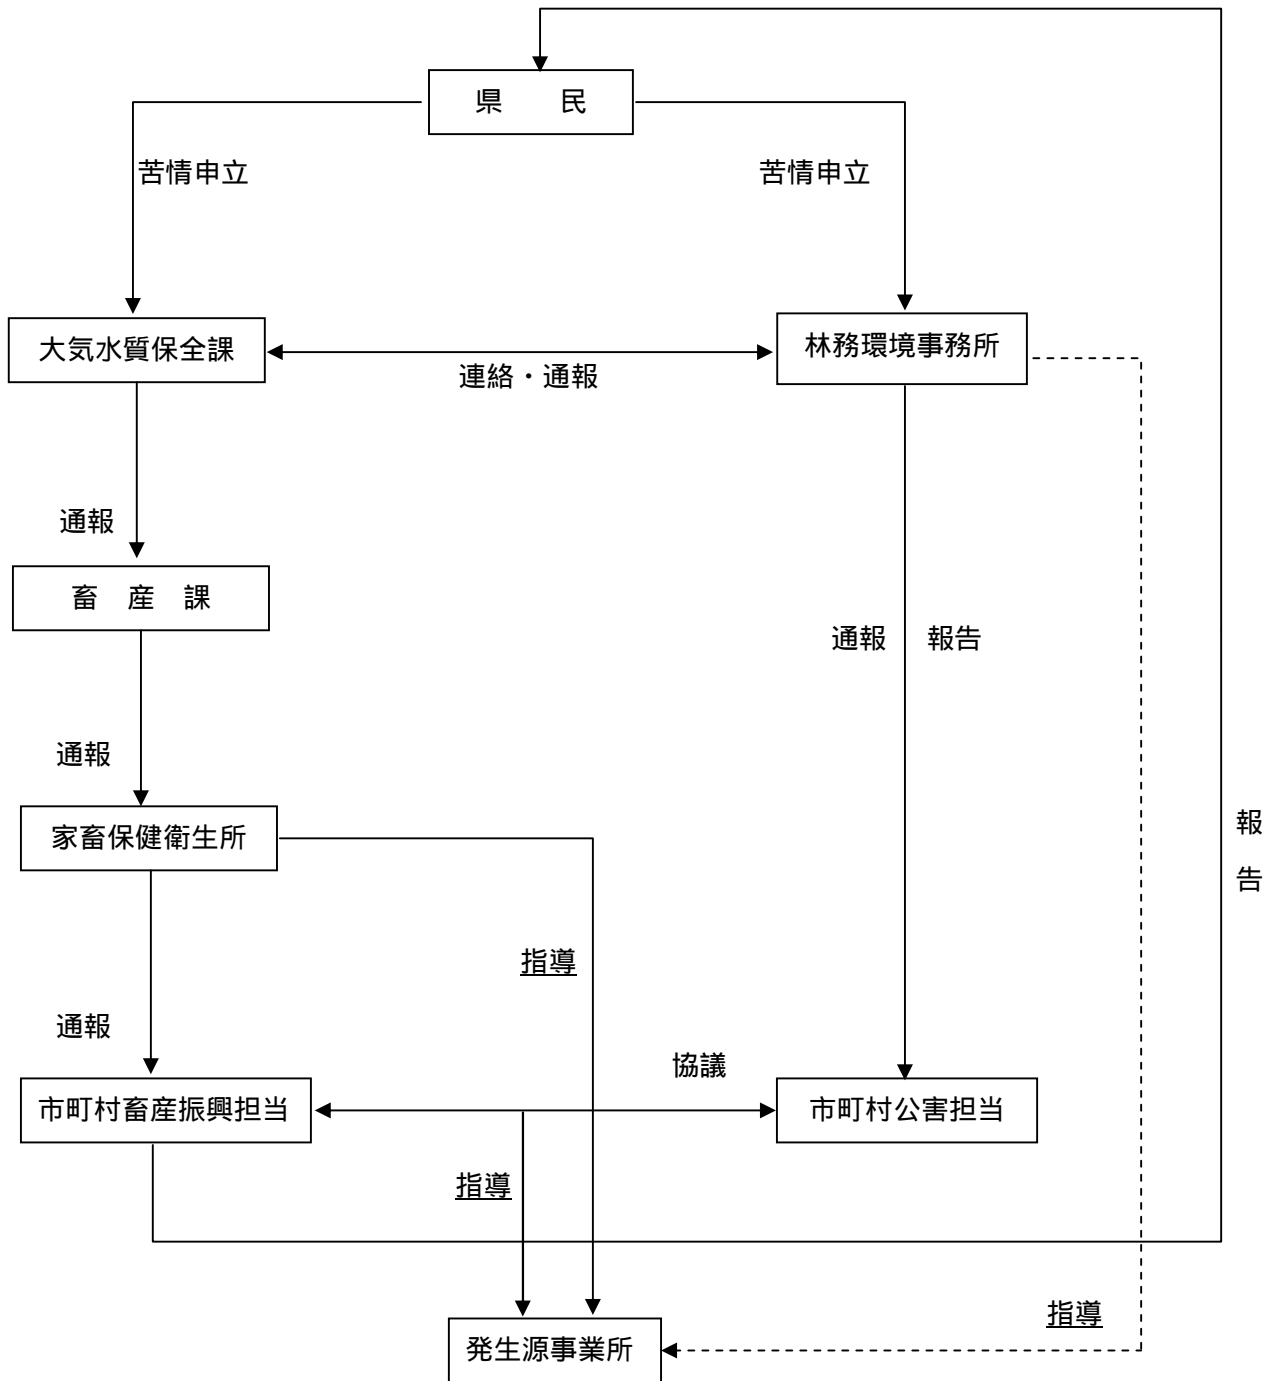 県　　民
苦情申立
苦情申立
大気水質保全課
林務環境事務所
連絡・通報
通報
畜　産　課
通報　報告
通報
家畜保健衛生所
報
告
指導
通報
協議
市町村畜産振興担当
市町村公害担当
指導
指導
発生源事業所